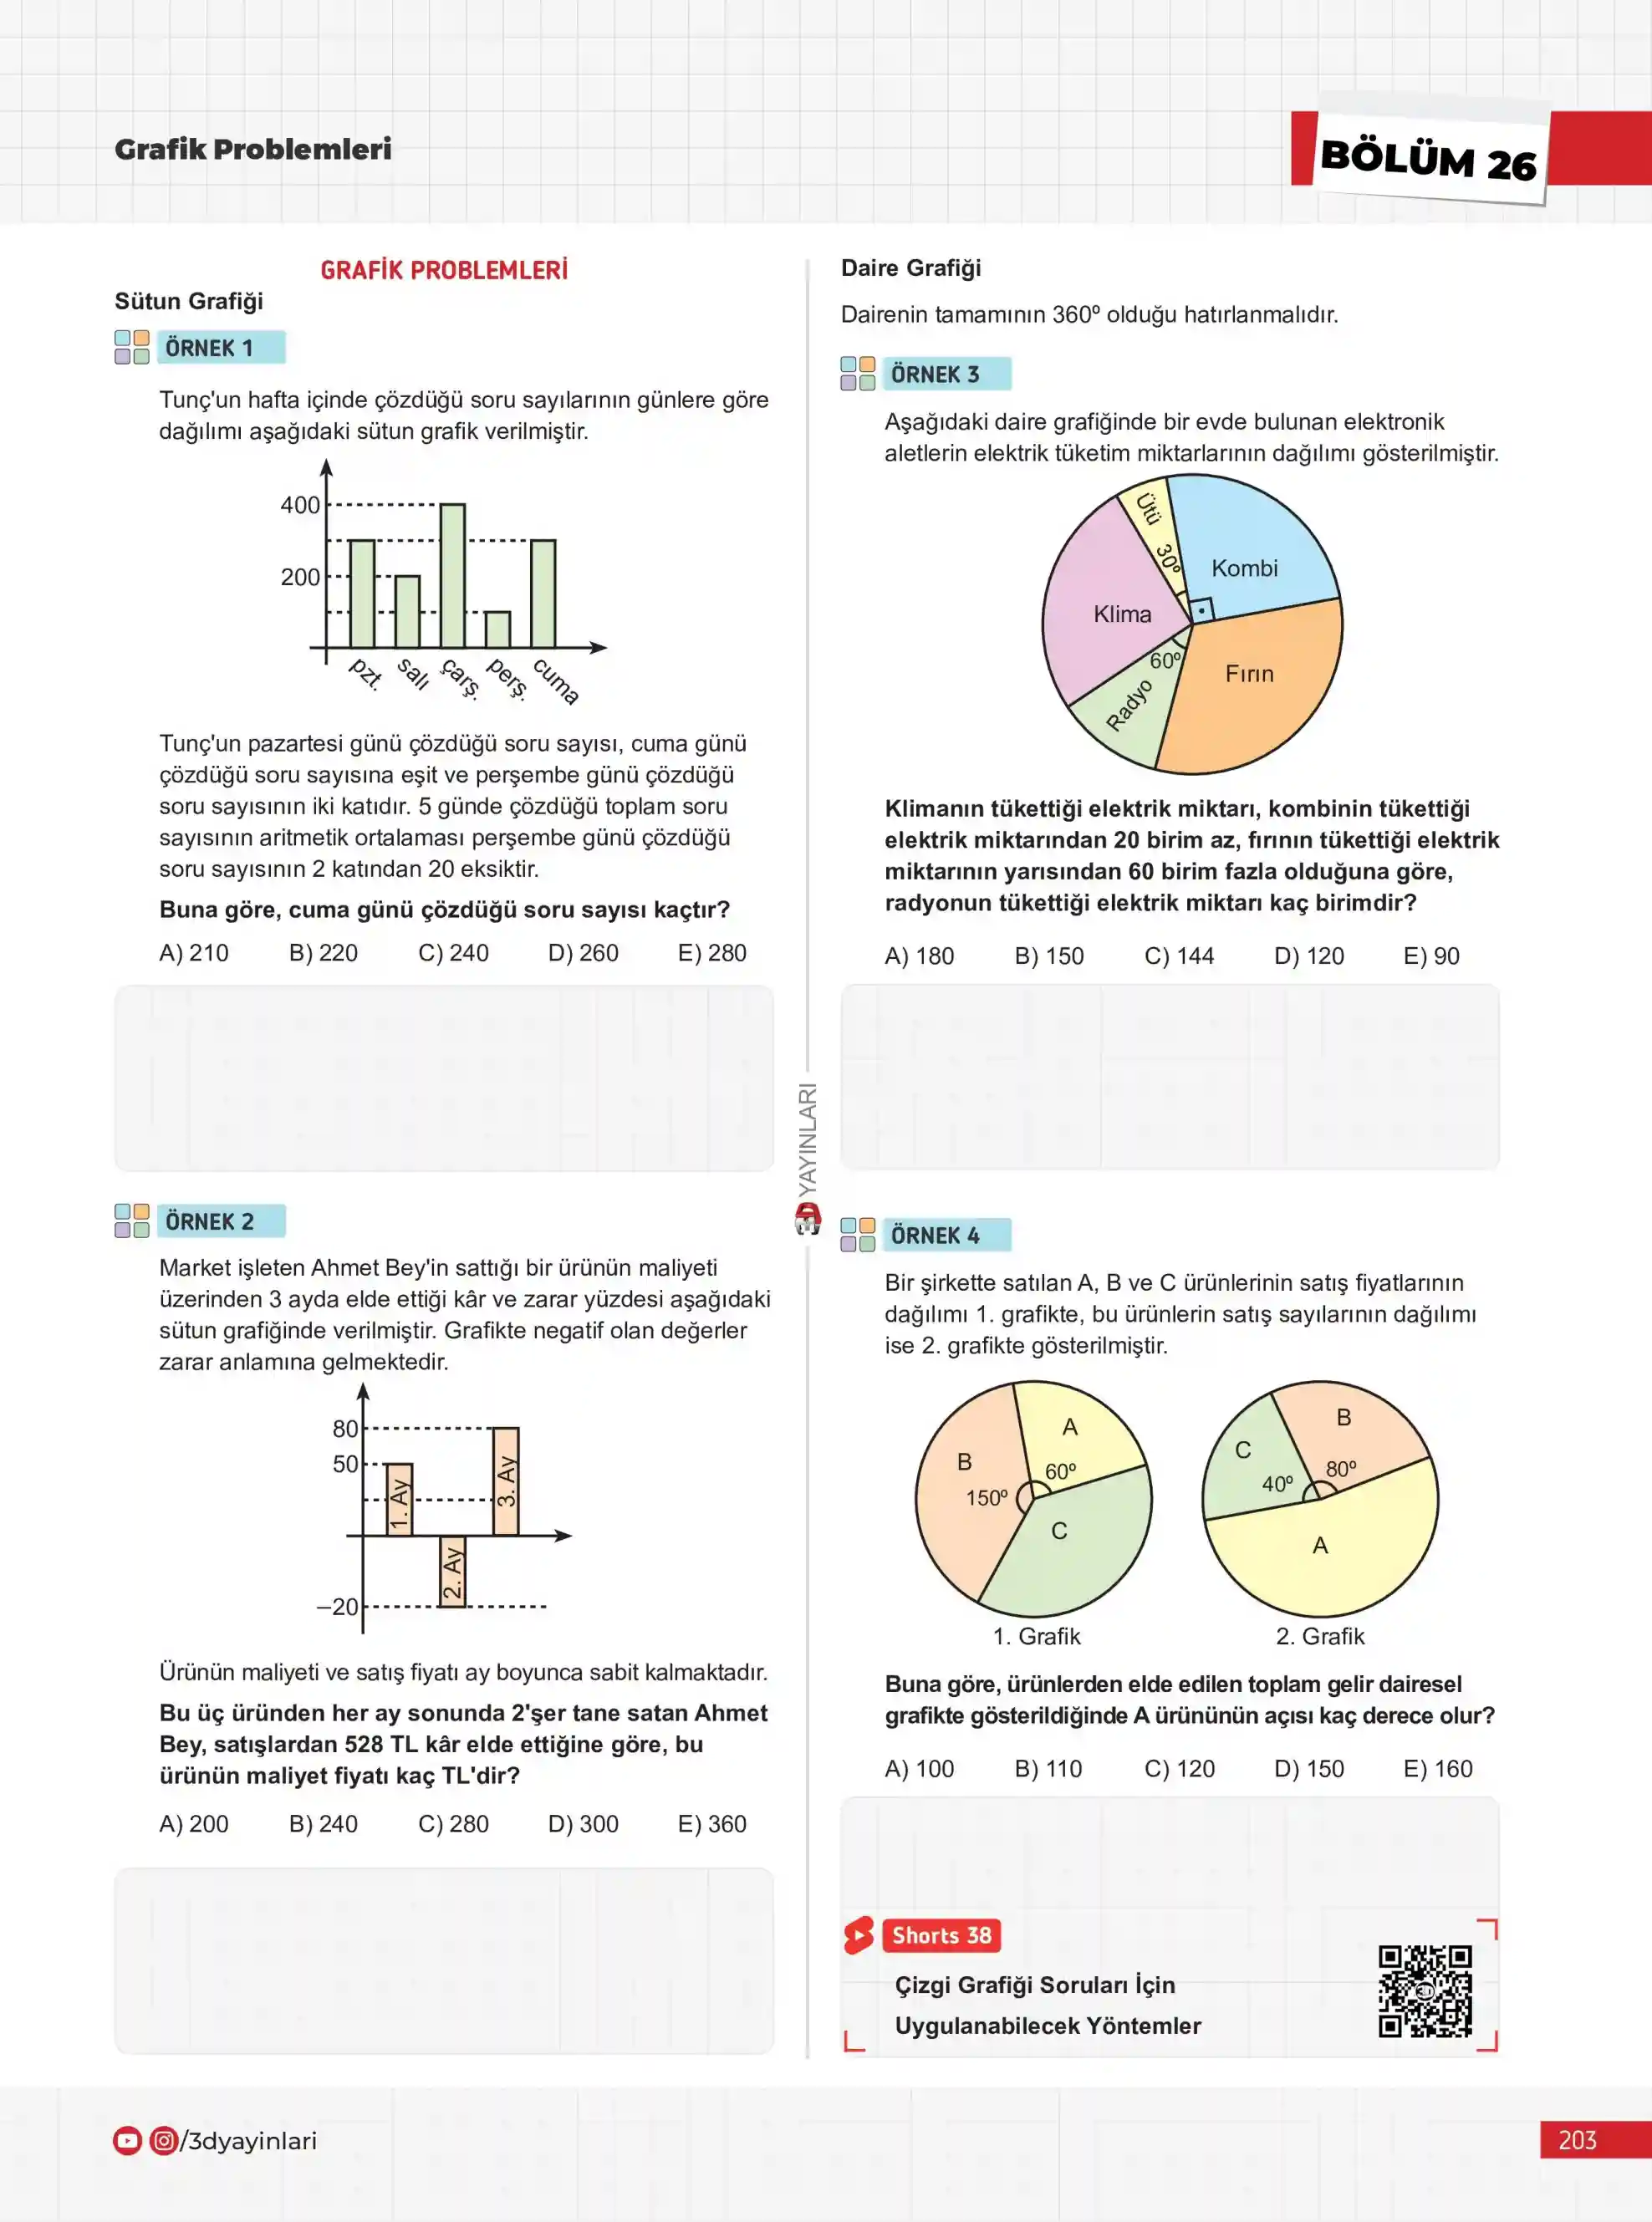 Grafik Problemleri
BÖLÜM 26
GRAFİK PROBLEMLERİ
Sütun Grafiği
ÖRNEK 1
Tunç'un hafta içinde çözdüğü soru sayılarının günlere göre
dağılımı aşağıdaki sütun grafik verilmiştir.
400
200
pzt.
salı
çarş.
perş.
cuma
Tunç'un pazartesi günü çözdüğü soru sayısı, cuma günü
çözdüğü soru sayısına eşit ve perşembe günü çözdüğü
soru sayısının iki katıdır. 5 günde çözdüğü toplam soru
sayısının aritmetik ortalaması perşembe günü çözdüğü
soru sayısının 2 katından 20 eksiktir.
Buna göre, cuma günü çözdüğü soru sayısı kaçtır?
A) 210 B) 220 C) 240 D) 260 E) 280
ÖRNEK 2
Market işleten Ahmet Bey'in sattığı bir ürünün maliyeti
üzerinden 3 ayda elde ettiği kâr ve zarar yüzdesi aşağıdaki
sütun grafiğinde verilmiştir. Grafikte negatif olan değerler
zarar anlamına gelmektedir.
80
50
–20
1. Ay
2. Ay
3. Ay
Ürünün maliyeti ve satış fiyatı ay boyunca sabit kalmaktadır.
Bu üç üründen her ay sonunda 2'şer tane satan Ahmet
Bey, satışlardan 528 TL kâr elde ettiğine göre, bu
ürünün maliyet fiyatı kaç TL'dir?
A) 200 B) 240 C) 280 D) 300 E) 360
YAYINLARI
Daire Grafiği
Dairenin tamamının 360º olduğu hatırlanmalıdır.
ÖRNEK 3
Aşağıdaki daire grafiğinde bir evde bulunan elektronik
aletlerin elektrik tüketim miktarlarının dağılımı gösterilmiştir.
Ütü
30º
Kombi
Klima
60º
Radyo
Fırın
Klimanın tükettiği elektrik miktarı, kombinin tükettiği
elektrik miktarından 20 birim az, fırının tükettiği elektrik
miktarının yarısından 60 birim fazla olduğuna göre,
radyonun tükettiği elektrik miktarı kaç birimdir?
A) 180 B) 150 C) 144 D) 120 E) 90
ÖRNEK 4
Bir şirkette satılan A, B ve C ürünlerinin satış fiyatlarının
dağılımı 1. grafikte, bu ürünlerin satış sayılarının dağılımı
ise 2. grafikte gösterilmiştir.
A
60º
B
150º
C
1. Grafik
B
80º
C
40º
A
2. Grafik
Buna göre, ürünlerden elde edilen toplam gelir dairesel
grafikte gösterildiğinde A ürününün açısı kaç derece olur?
A) 100 B) 110 C) 120 D) 150 E) 160
Shorts 38
Çizgi Grafiği Soruları İçin
Uygulanabilecek Yöntemler
/3dyayinlari
203